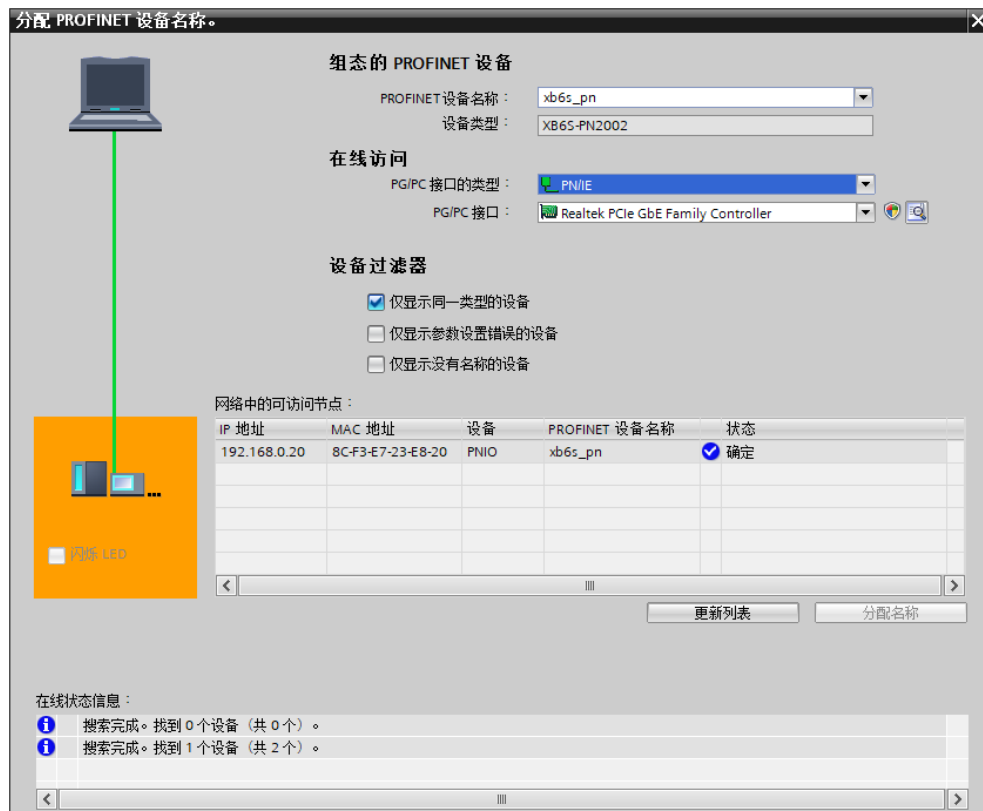 分配 PROFINET 设备名称。
组态的 PROFINET 设备
PROFINET设备名称： xb6s_pn
设备类型： XB6S-PN2002
在线访问
PG/PC 接口的类型： PN/IE
PG/PC 接口： Realtek PCIe GbE Family Controller
设备过滤器
仅显示同一类型的设备
仅显示参数设置错误的设备
仅显示没有名称的设备
网络中的可访问节点：
IP 地址 MAC 地址 设备 PROFINET 设备名称 状态
192.168.0.20 8C-F3-E7-23-E8-20 PNIO xb6s_pn 确定
闪烁 LED
更新列表 分配名称
在线状态信息：
搜索完成。找到 0 个设备（共 0 个）。
搜索完成。找到 1 个设备（共 2 个）。